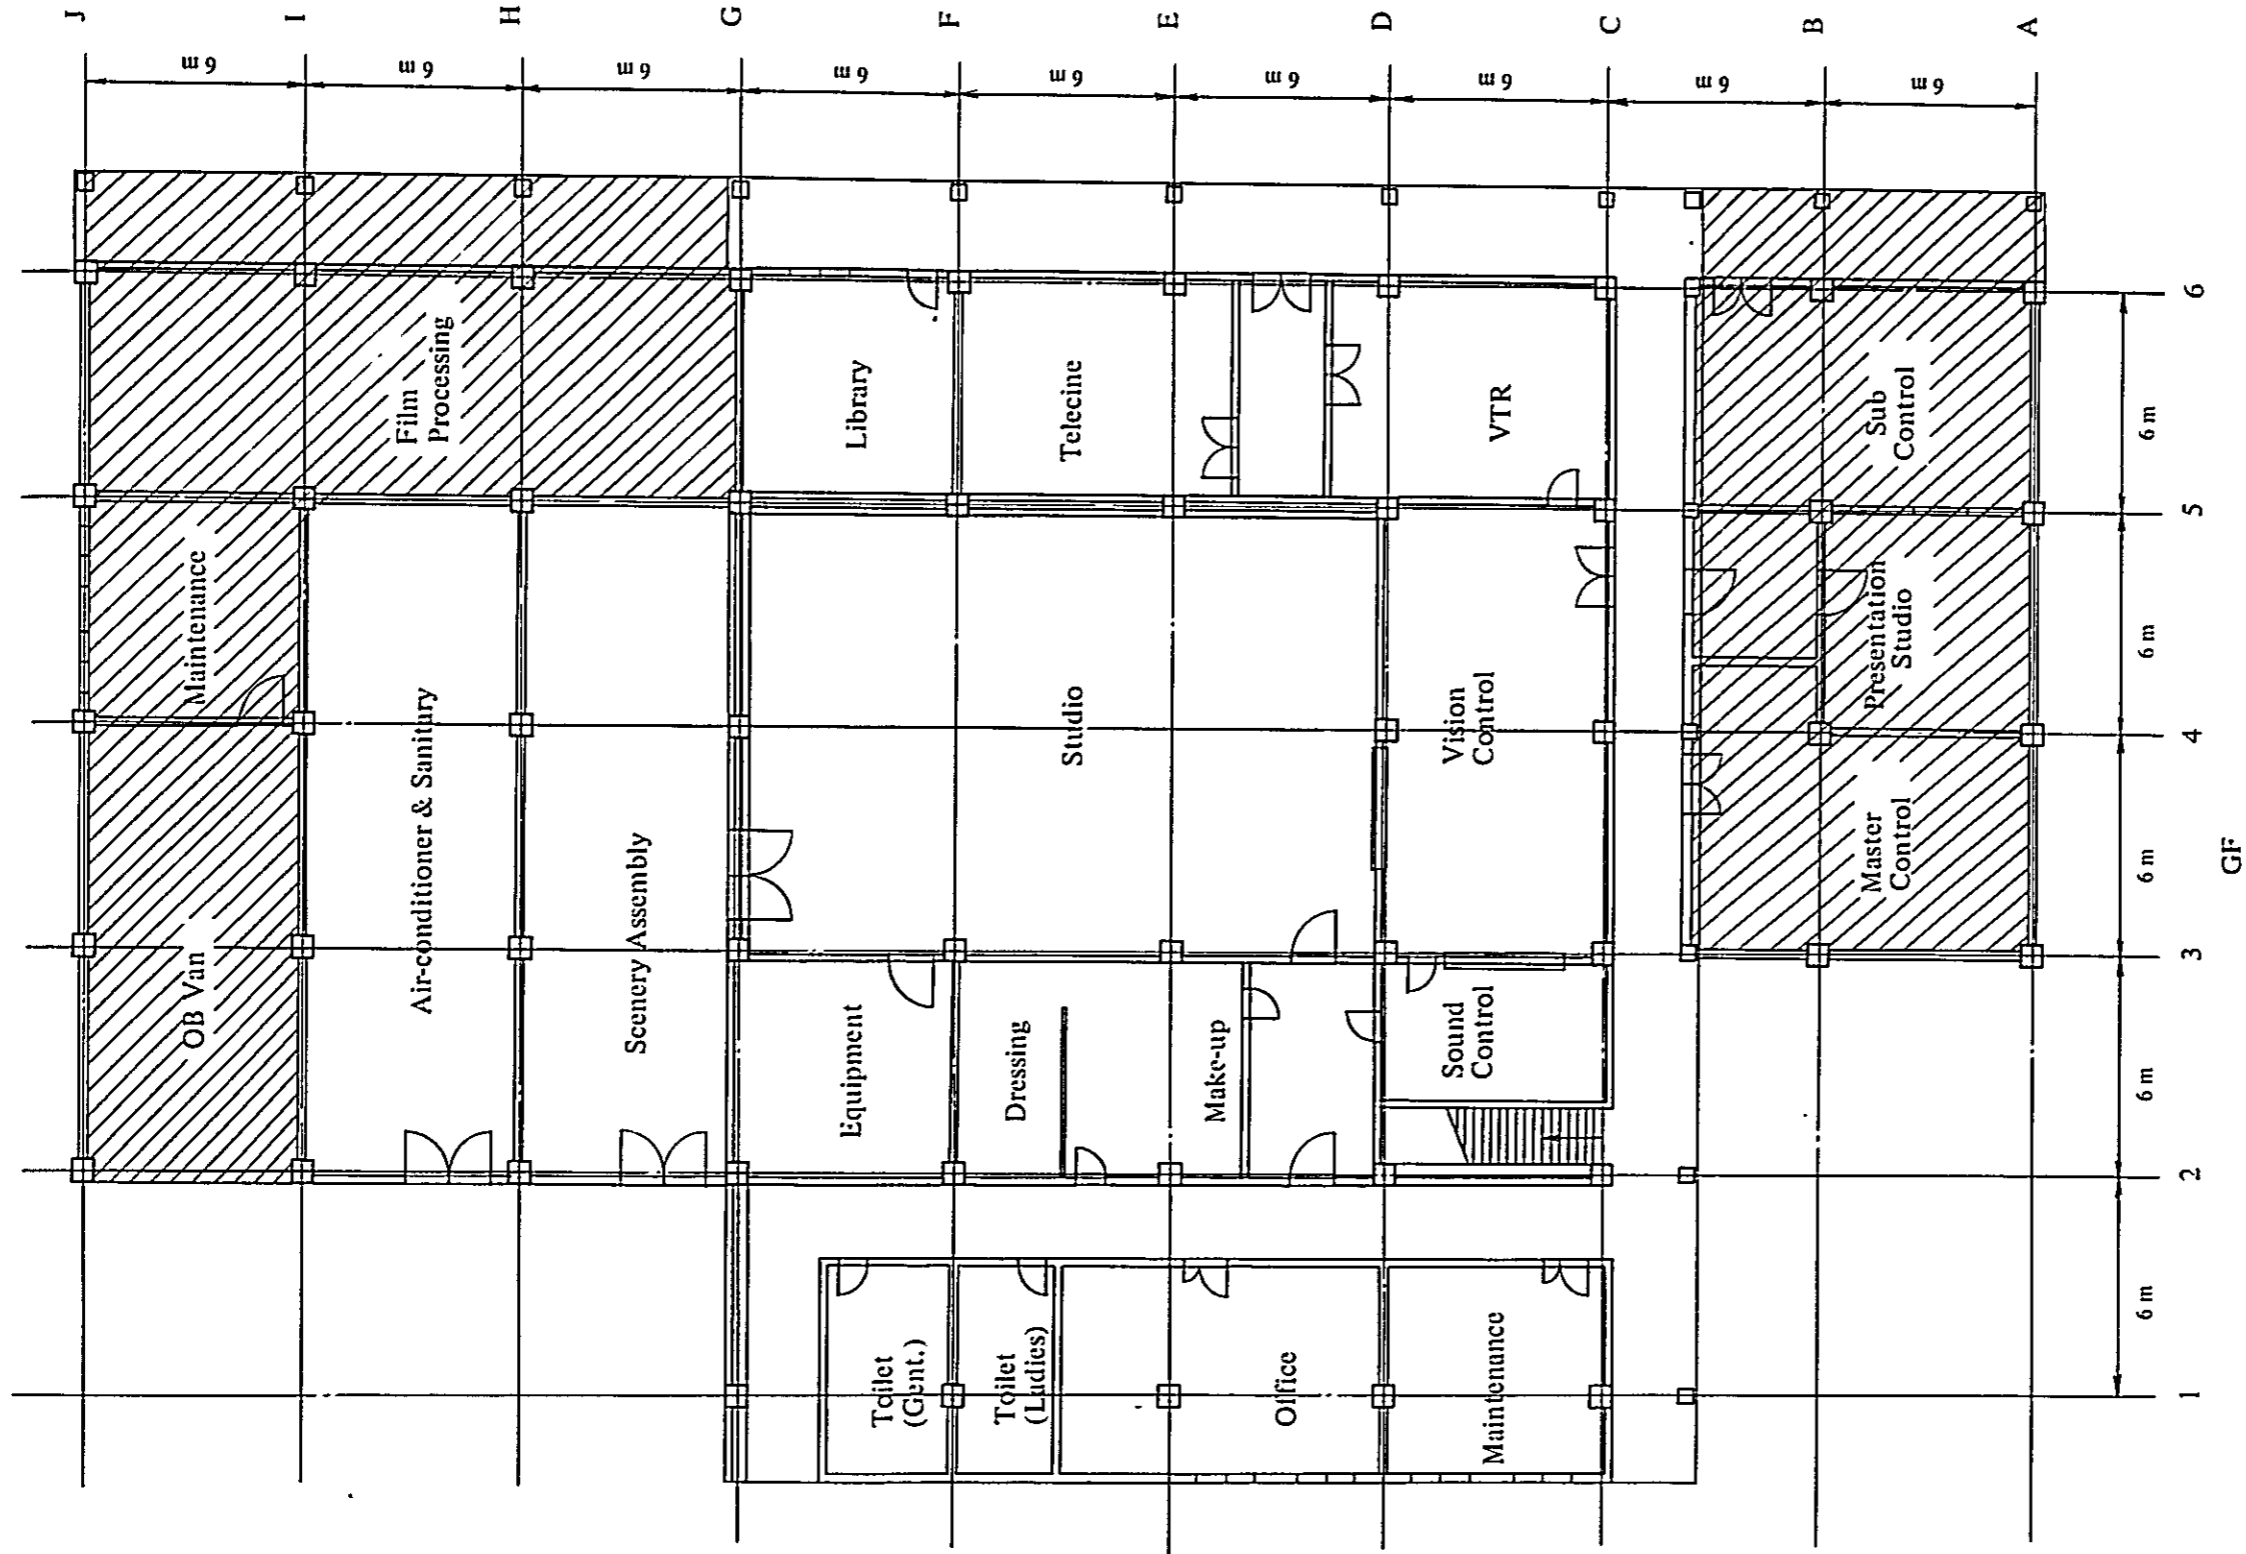 J
I
H
G
F
E
D
C
B
A
6 m
6 m
6 m
6 m
6 m
6 m
6 m
6 m
6 m
Film
Processing
Library
Telecine
VTR
Sub
Control
Maintenance
Air-conditioner & Sanitary
Studio
Vision
Control
Presentation
Studio
OB Van
Scenery Assembly
Master
Control
Equipment
Dressing
Make-up
Sound
Control
Toilet
(Gent.)
Toilet
(Ladies)
Office
Maintenance
6
5
4
3
2
1
6 m
6 m
6 m
6 m
6 m
GF